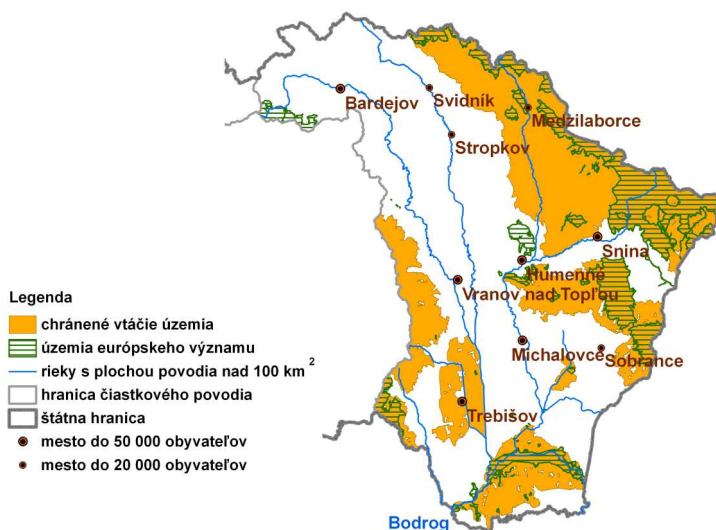 Bardejov
Svidník
Medzilaborce
Stropkov
Snina
Humenné
Vranov nad Topľou
Michalovce
Sobrance
Trebišov
Bodrog
Legenda
chránené vtáčie územia
územia európskeho významu
rieky s plochou povodia nad 100 km 2
hranica čiastkového povodia
štátna hranica
mesto do 50 000 obyvateľov
mesto do 20 000 obyvateľov